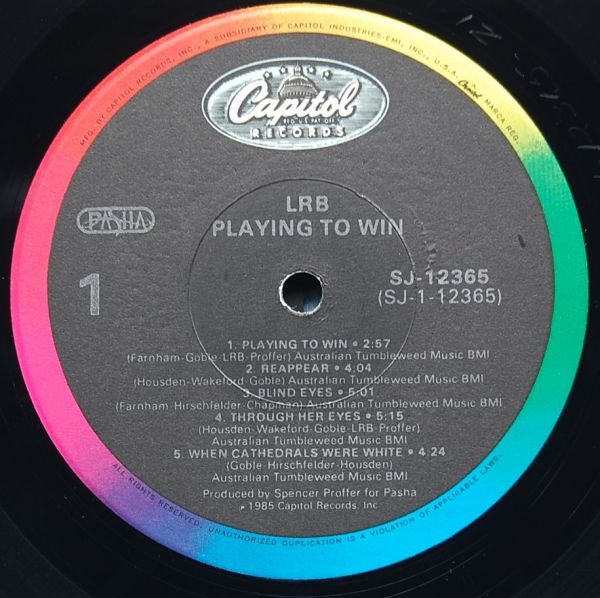 MFG. BY CAPITOL RECORDS, INC., A SUBSIDIARY OF CAPITOL INDUSTRIES-EMI, INC., U.S.A. Capitol MARCA REG.
Capitol
REG. U.S. PAT. OFF.
RECORDS
LRB
PLAYING TO WIN
PASHA
1
SJ-12365
(SJ-1-12365)
1. PLAYING TO WIN • 2:57
(Farnham-Goble-LRB-Proffer) Australian Tumbleweed Music BMI
2. REAPPEAR • 4:04
(Housden-Wakeford-Goble) Australian Tumbleweed Music BMI
3. BLIND EYES • 5:01
(Farnham-Hirschfelder-Chapman) Australian Tumbleweed Music BMI
4. THROUGH HER EYES • 5:15
(Housden-Wakeford-Goble-LRB-Proffer)
Australian Tumbleweed Music BMI
5. WHEN CATHEDRALS WERE WHITE • 4:24
(Goble-Hirschfelder-Housden)
Australian Tumbleweed Music BMI
Produced by Spencer Proffer for Pasha
℗ 1985 Capitol Records, Inc
ALL RIGHTS RESERVED. UNAUTHORIZED DUPLICATION IS A VIOLATION OF APPLICABLE LAWS.